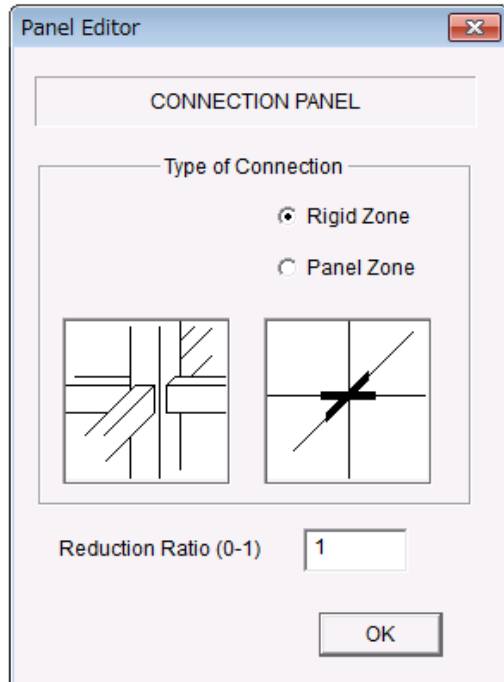 Panel Editor
CONNECTION PANEL
Type of Connection
Rigid Zone
Panel Zone
Reduction Ratio (0-1)
1
OK